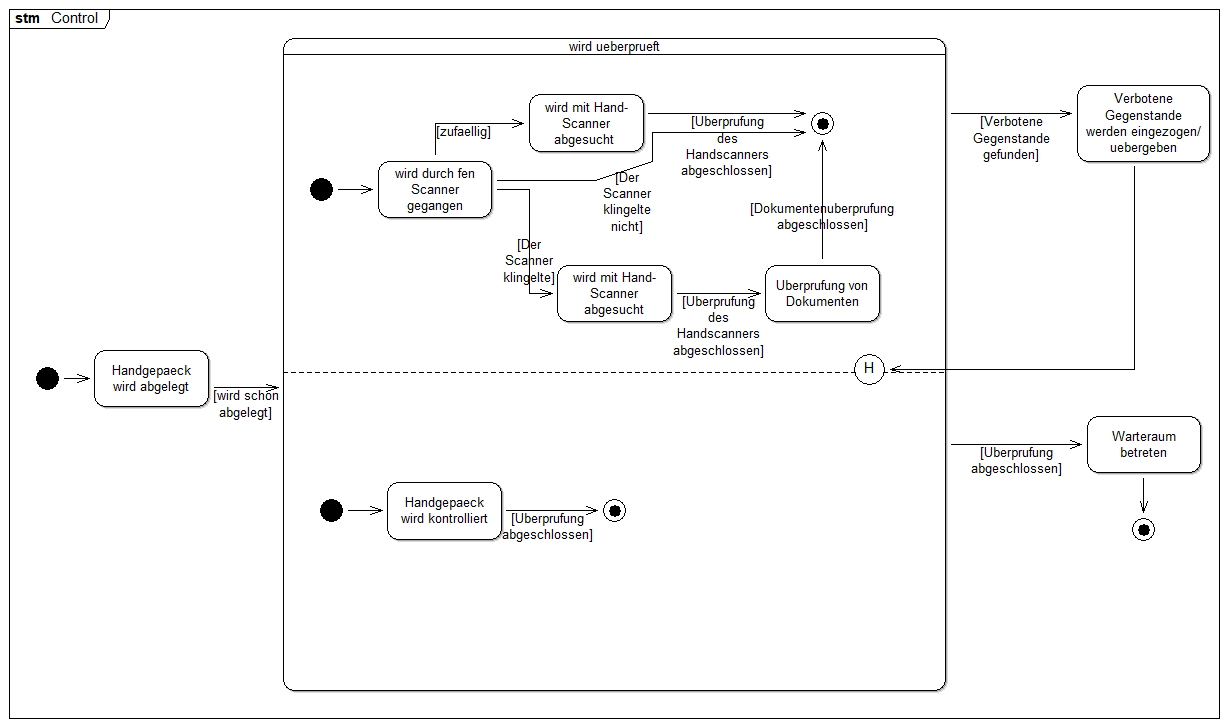 stm Control
wird ueberprueft
wird mit Hand-
Scanner
abgesucht
[zufaellig]
[Uberprufung
des
Handscanners
abgeschlossen]
wird durch fen
Scanner
gegangen
[Der
Scanner
klingelte
nicht]
[Der
Scanner
klingelte]
wird mit Hand-
Scanner
abgesucht
[Uberprufung
des
Handscanners
abgeschlossen]
Uberprufung von
Dokumenten
[Dokumentenuberprufung
abgeschlossen]
[Verbotene
Gegenstande
gefunden]
Verbotene
Gegenstande
werden eingezogen/
uebergeben
Handgepaeck
wird abgelegt
[wird schon
abgelegt]
H
Handgepaeck
wird kontrolliert
[Uberprufung
abgeschlossen]
[Uberprufung
abgeschlossen]
Warteraum
betreten